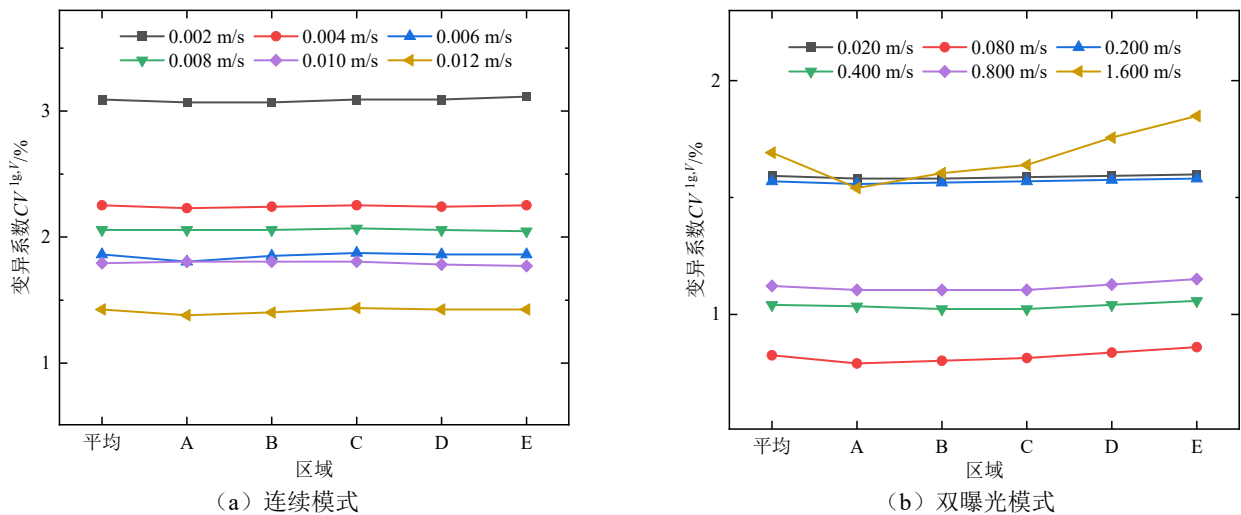 0.002 m/s 0.004 m/s 0.006 m/s
0.008 m/s 0.010 m/s 0.012 m/s
3
2
1
变异系数CV 1g,V/%
平均 A B C D E
区域
（a）连续模式
0.020 m/s 0.080 m/s 0.200 m/s
0.400 m/s 0.800 m/s 1.600 m/s
2
1
变异系数CV 1g,V/%
平均 A B C D E
区域
（b）双曝光模式